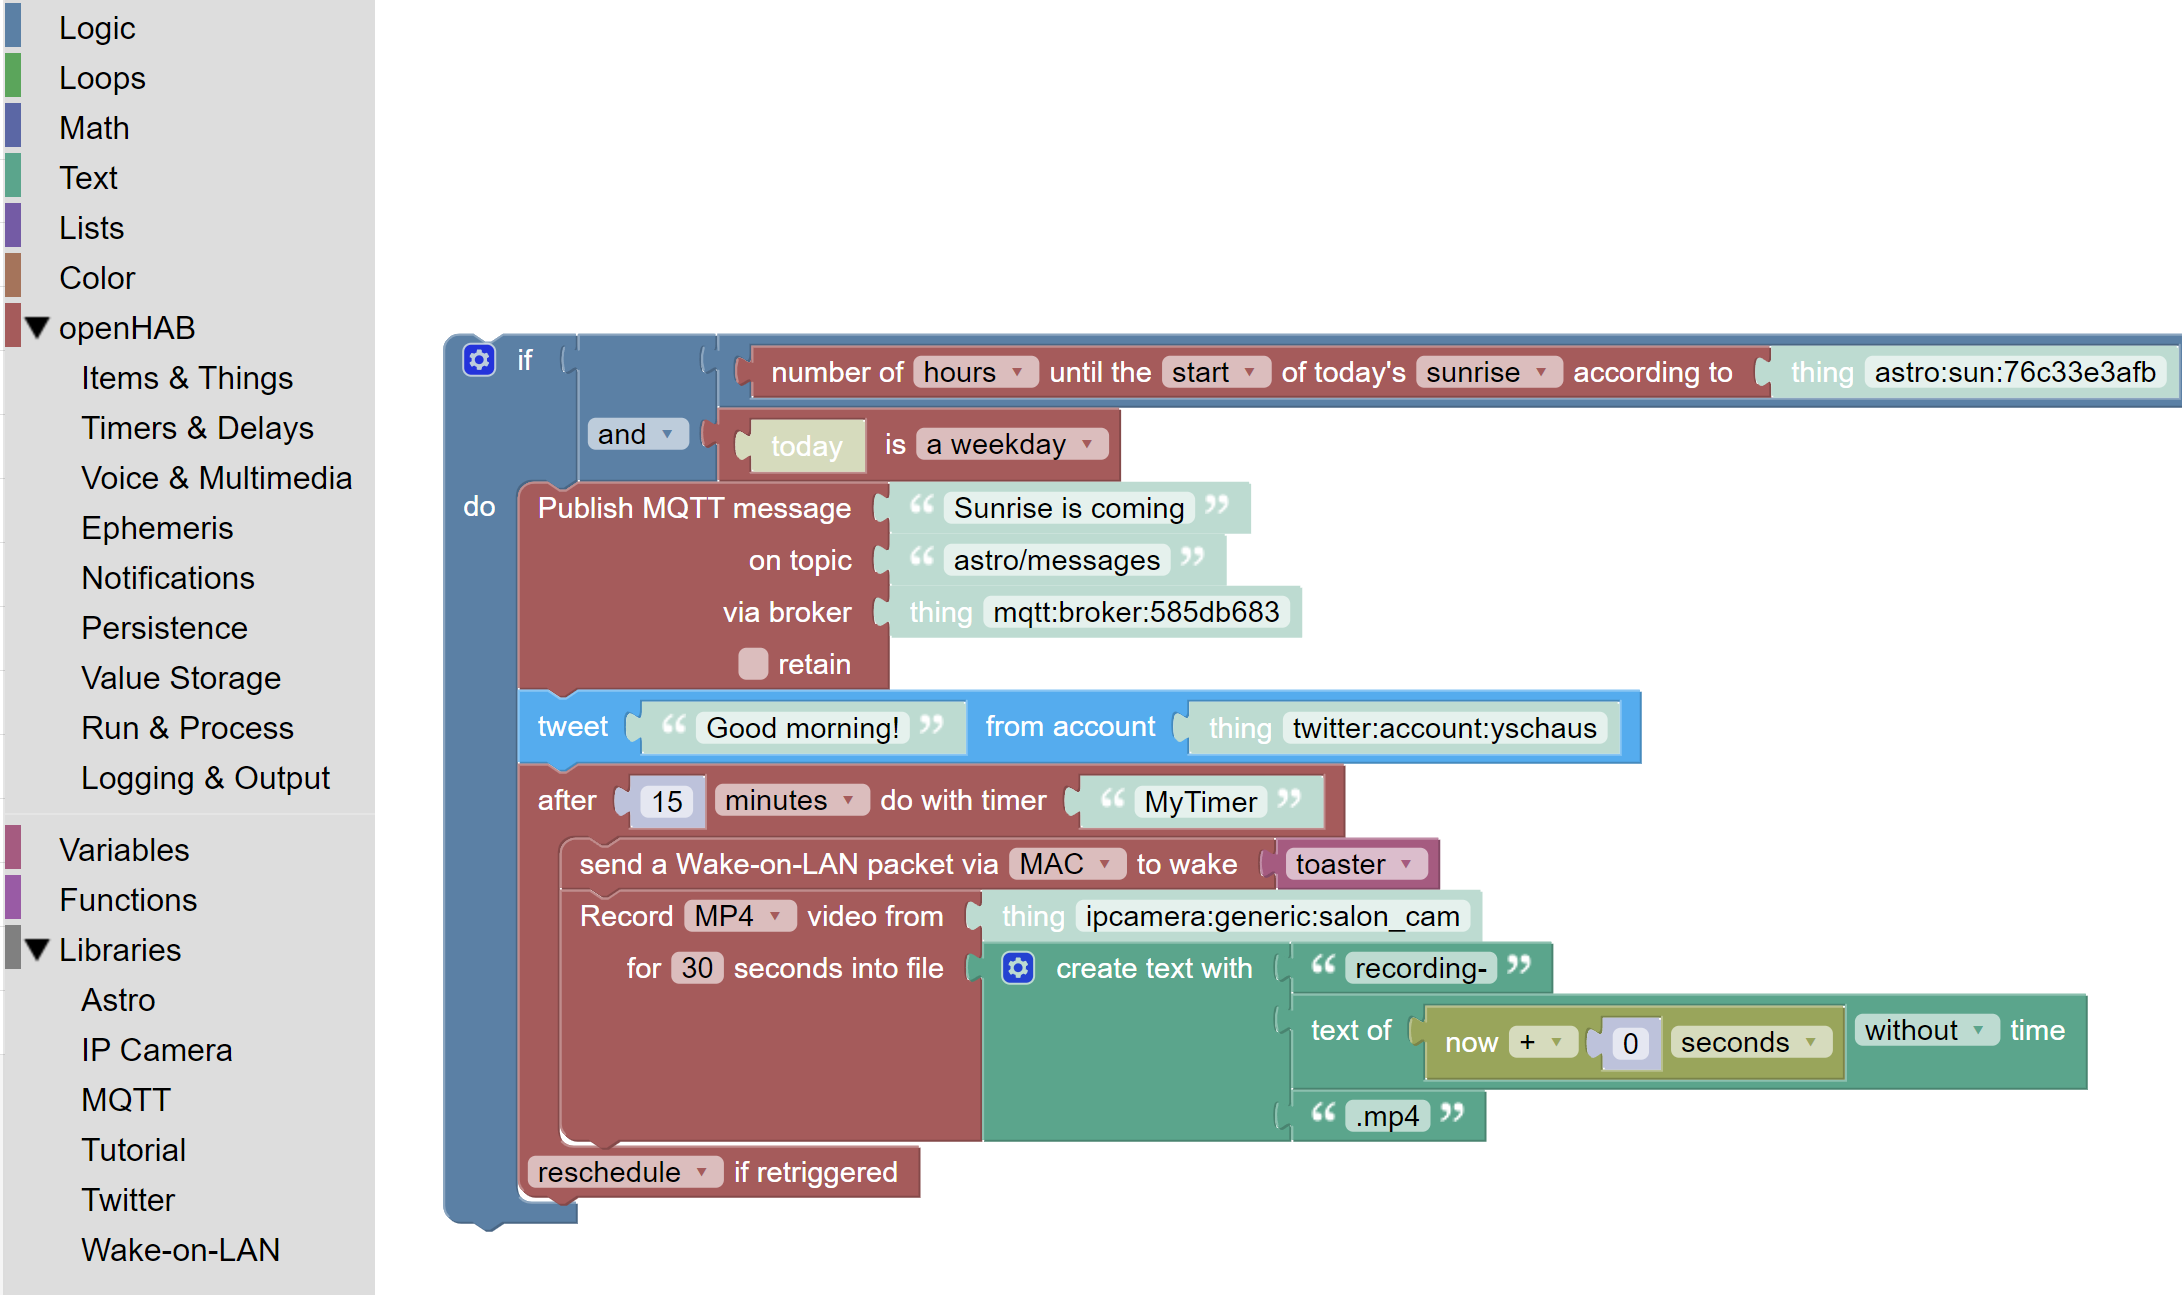 Logic
Loops
Math
Text
Lists
Color
openHAB
Items & Things
Timers & Delays
Voice & Multimedia
Ephemeris
Notifications
Persistence
Value Storage
Run & Process
Logging & Output
Variables
Functions
Libraries
Astro
IP Camera
MQTT
Tutorial
Twitter
Wake-on-LAN
if
number of hours until the start of today's sunrise according to thing astro:sun:76c33e3afb
and today is a weekday
do Publish MQTT message “ Sunrise is coming ”
on topic “ astro/messages ”
via broker thing mqtt:broker:585db683
retain
tweet “ Good morning! ” from account thing twitter:account:yschaus
after 15 minutes do with timer “ MyTimer ”
send a Wake-on-LAN packet via MAC to wake toaster
Record MP4 video from thing ipcamera:generic:salon_cam
for 30 seconds into file create text with “ recording- ”
text of now + 0 seconds without time
“ .mp4 ”
reschedule if retriggered